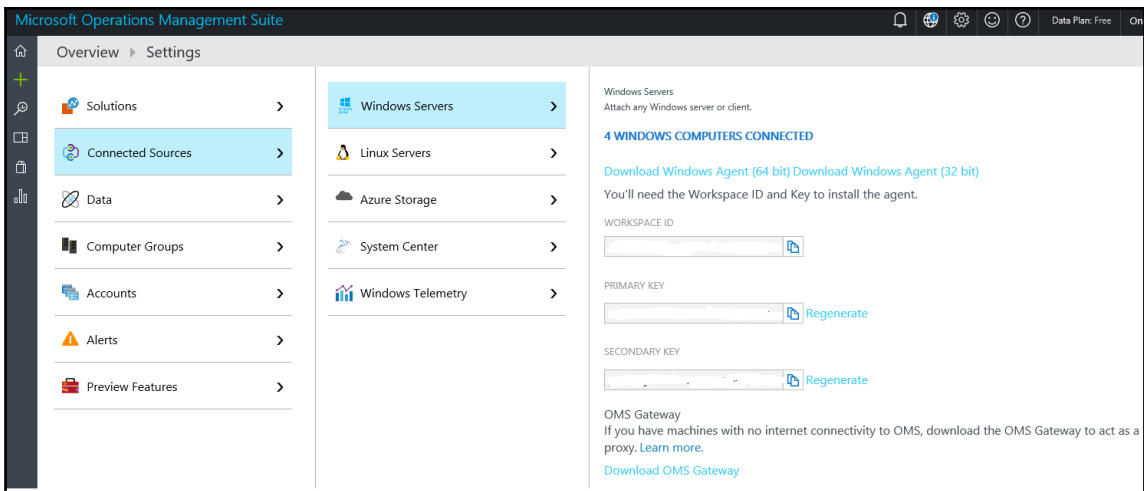 Microsoft Operations Management Suite
Data Plan: Free
On
Overview Settings
Solutions
Connected Sources
Data
Computer Groups
Accounts
Alerts
Preview Features
Windows Servers
Linux Servers
Azure Storage
System Center
Windows Telemetry
Windows Servers
Attach any Windows server or client.
4 WINDOWS COMPUTERS CONNECTED
Download Windows Agent (64 bit) Download Windows Agent (32 bit)
You'll need the Workspace ID and Key to install the agent.
WORKSPACE ID
PRIMARY KEY
Regenerate
SECONDARY KEY
Regenerate
OMS Gateway
If you have machines with no internet connectivity to OMS, download the OMS Gateway to act as a
proxy. Learn more.
Download OMS Gateway